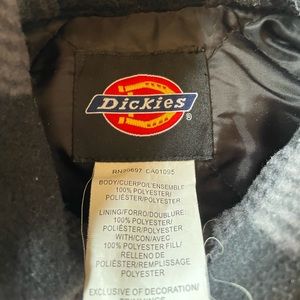 Dickies
®
RN99697 CA01095
BODY/CUERPO/L'ENSEMBLE
100% POLYESTER/
POLIÉSTER/POLYESTER
LINING/FORRO/DOUBLURE:
100% POLYESTER/
POLIÉSTER/POLYESTER
WITH/CON/AVEC
100% POLYESTER FILL/
RELLENO DE
POLIÉSTER/REMPLISSAGE
POLYESTER
EXCLUSIVE OF DECORATION/